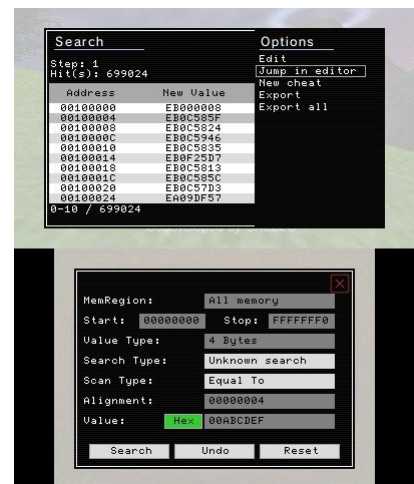 Search
Step: 1
Hit(s): 699024
Address New Value
00100000 EB000008
00100004 EB0C585F
00100008 EB0C5824
0010000C EB0C5946
00100010 EB0C5835
00100014 EB0F25D7
00100018 EB0C5813
0010001C EB0C585C
00100020 EB0C57D3
00100024 EA09DF57
0-10 / 699024
Options
Edit
Jump in editor
New cheat
Export
Export all
MemRegion: All memory
Start: 00000000 Stop: FFFFFFF0
Value Type: 4 Bytes
Search Type: Unknown search
Scan Type: Equal To
Alignment: 00000004
Value: Hex 00ABCDEF
Search Undo Reset